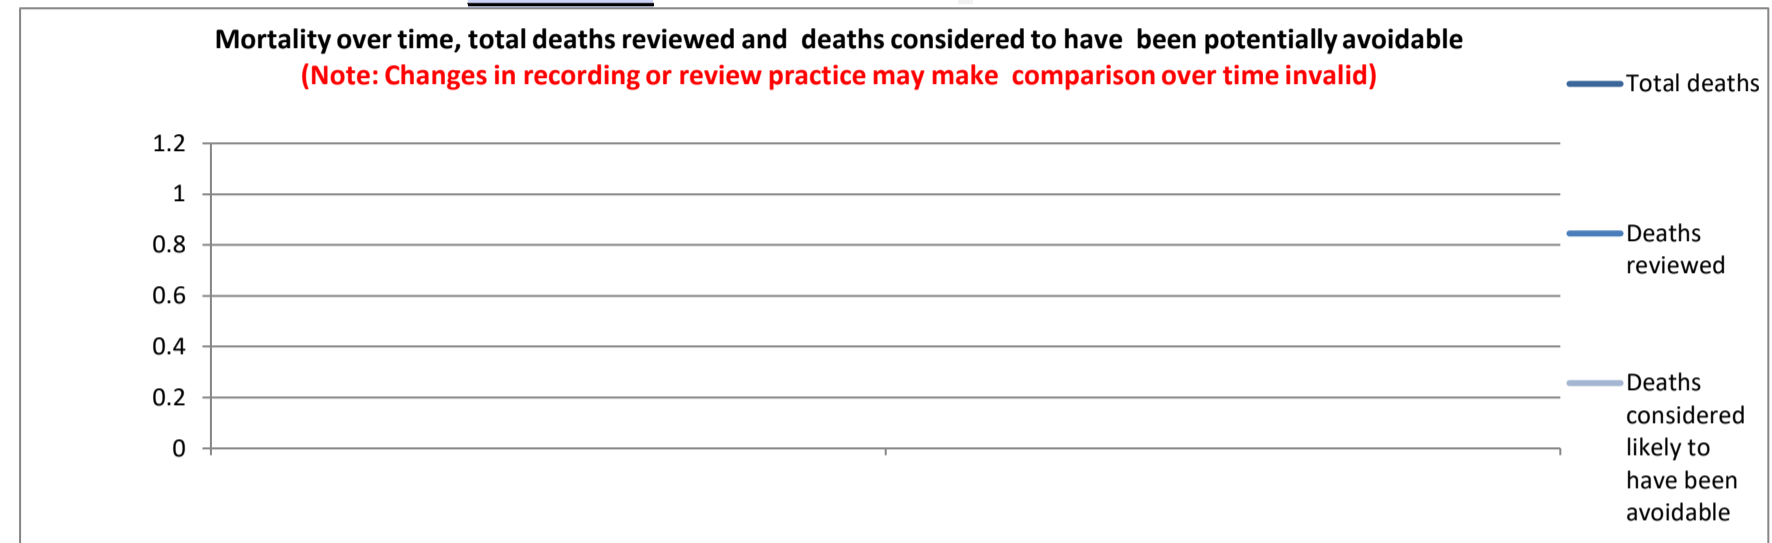 Mortality over time, total deaths reviewed and deaths considered to have been potentially avoidable
(Note: Changes in recording or review practice may make comparison over time invalid)
Total deaths
1.2
1
0.8
Deaths
reviewed
0.6
0.4
Deaths
considered
likely to
have been
avoidable
0.2
0